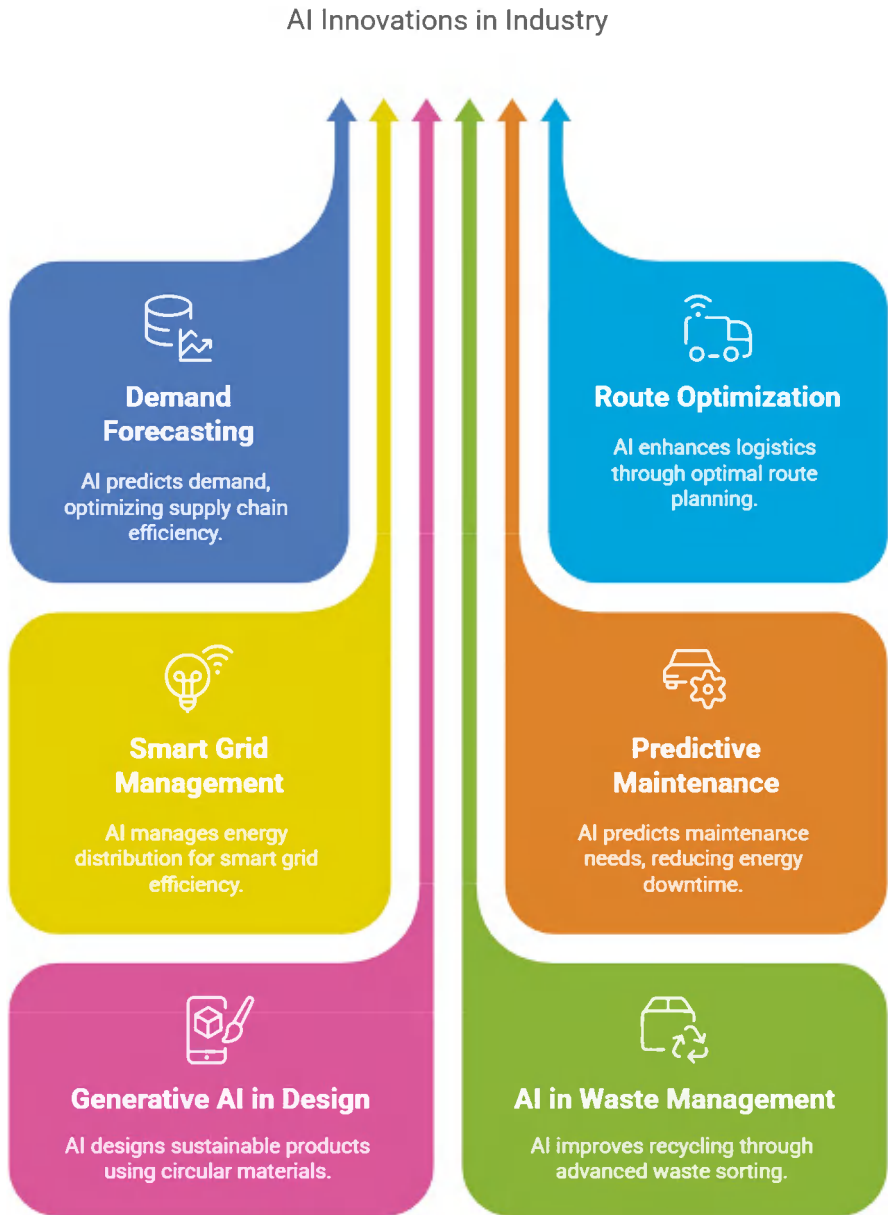 AI Innovations in Industry
Demand
Forecasting
AI predicts demand,
optimizing supply chain
efficiency.
Route Optimization
AI enhances logistics
through optimal route
planning.
Smart Grid
Management
AI manages energy
distribution for smart grid
efficiency.
Predictive
Maintenance
AI predicts maintenance
needs, reducing energy
downtime.
Generative AI in Design
AI designs sustainable products
using circular materials.
AI in Waste Management
AI improves recycling through
advanced waste sorting.